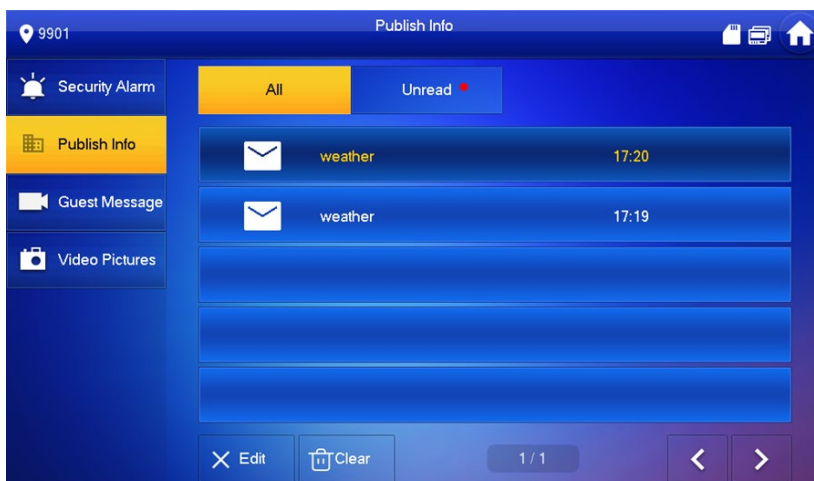 9901 Publish Info
Security Alarm
Publish Info
Guest Message
Video Pictures
All Unread
weather 17:20
weather 17:19
Edit Clear 1 / 1